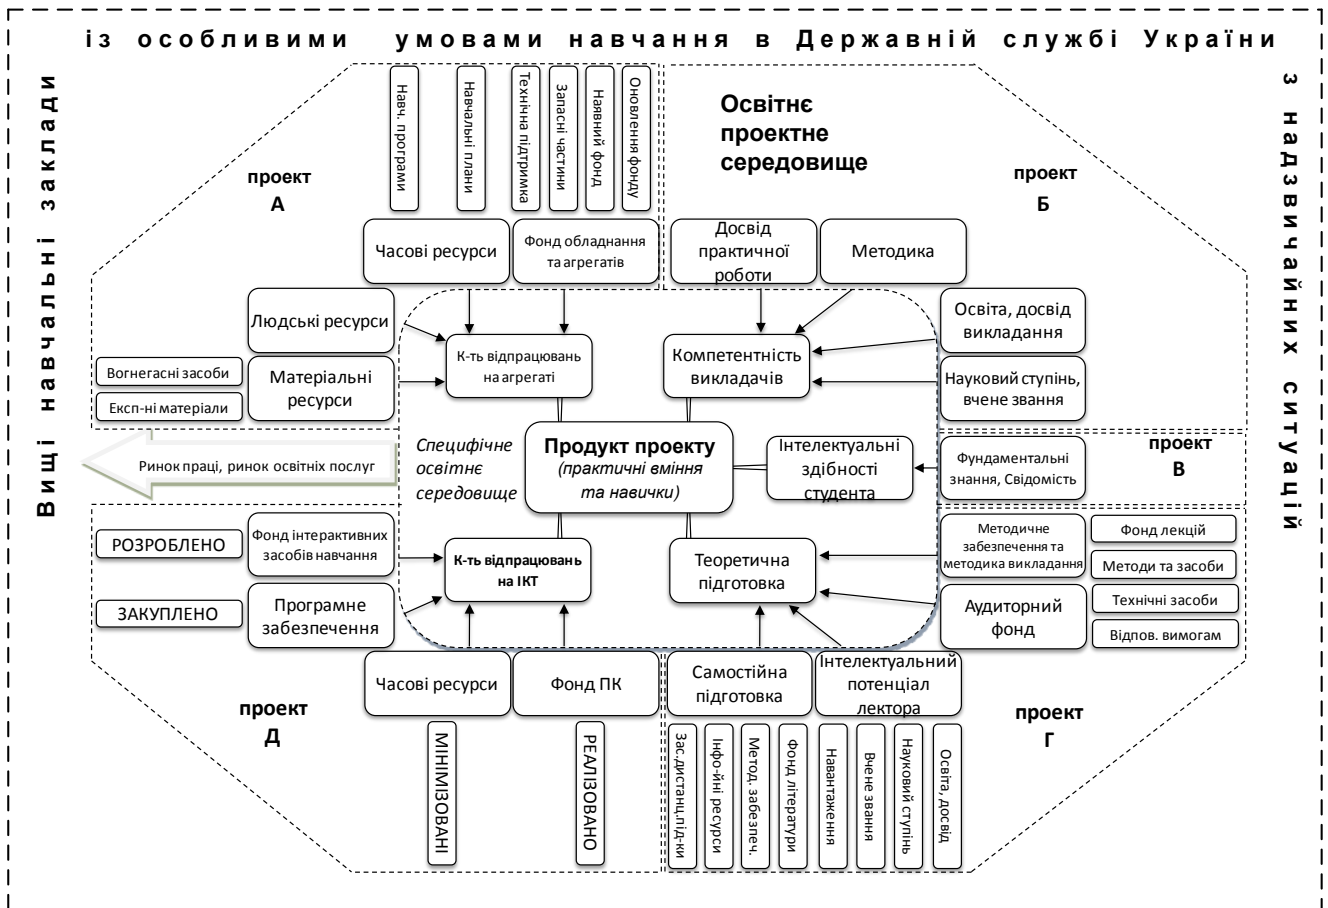 із особливими умовами навчання в Державній службі України
Вищі навчальні заклади
з надзвичайних ситуацій
Навч. програми
Навчальні плани
Технічна підтримка
Запасні частини
Наявний фонд
Оновлення фонду
Освітнє
проектне
середовище
проект
А
проект
Б
Часові ресурси
Фонд обладнання
та агрегатів
Досвід
практичної
роботи
Методика
Людські ресурси
Освіта, досвід
викладання
Вогнегасні засоби
Експ-ні матеріали
Матеріальні
ресурси
К-ть відпрацювань
на агрегаті
Компетентність
викладачів
Науковий ступінь,
вчене звання
Ринок праці, ринок освітніх послуг
Специфічне
освітнє
середовище
Продукт проекту
(практичні вміння
та навички)
Інтелектуальні
здібності
студента
Фундаментальні
знання, Свідомість
проект
В
РОЗРОБЛЕНО
Фонд інтерактивних
засобів навчання
К-ть відпрацювань
на ІКТ
Теоретична
підготовка
Методичне
забезпечення та
методика викладання
Фонд лекцій
Методи та засоби
ЗАКУПЛЕНО
Програмне
забезпечення
Аудиторний
фонд
Технічні засоби
Відпов. вимогам
Часові ресурси
Фонд ПК
Самостійна
підготовка
Інтелектуальний
потенціал
лектора
проект
Д
проект
Г
МІНІМІЗОВАНІ
РЕАЛІЗОВАНО
Зас.дистанц.під-ки
Інфо-йні ресурси
Метод. забезпеч.
Фонд літератури
Навантаження
Вчене звання
Науковий ступінь
Освіта, досвід